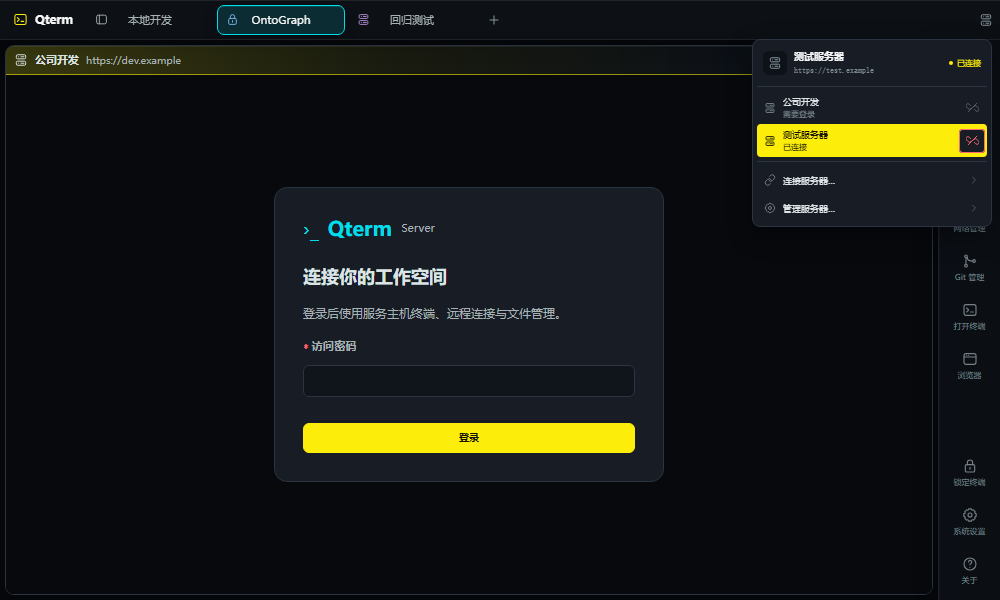 Qterm
本地开发
OntoGraph
回归测试
公司开发 https://dev.example
测试服务器
https://test.example
已连接
公司开发
需要登录
测试服务器
已连接
连接服务器...
管理服务器...
Qterm Server
连接你的工作空间
登录后使用服务主机终端、远程连接与文件管理。
* 访问密码
登录
网络管理
Git 管理
打开终端
浏览器
锁定终端
系统设置
关于